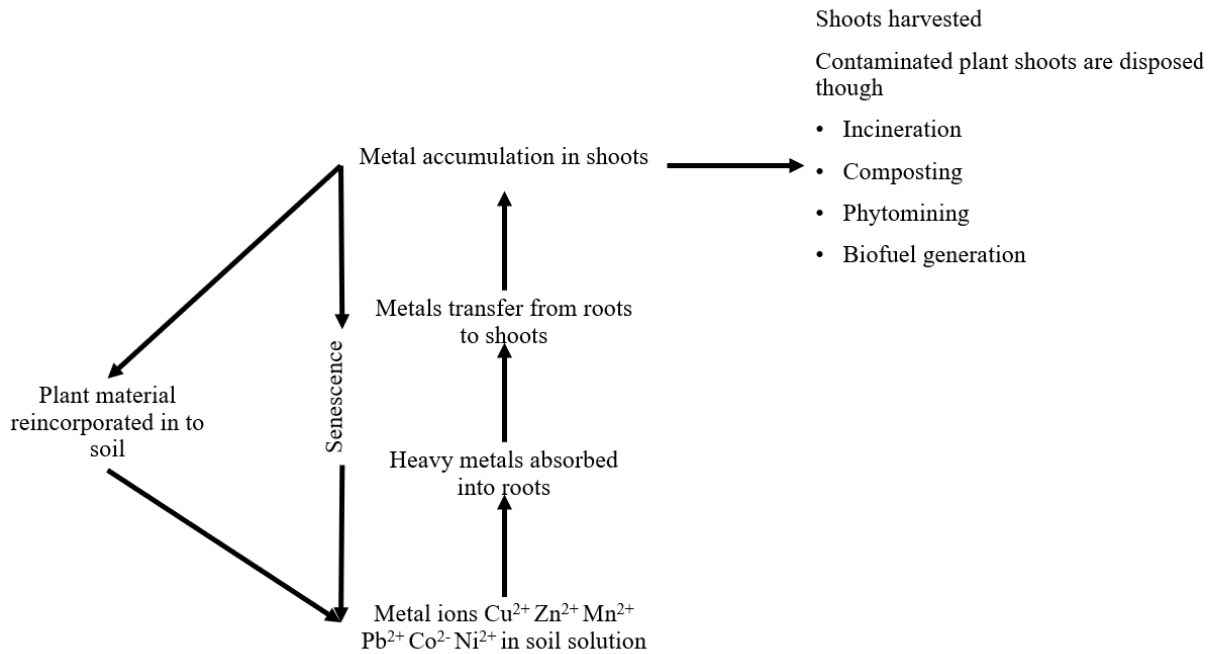 Shoots harvested
Contaminated plant shoots are disposed
though
• Incineration
• Composting
• Phytomining
• Biofuel generation
Metal accumulation in shoots
Metals transfer from roots
to shoots
Senescence
Plant material
reincorporated in to
soil
Heavy metals absorbed
into roots
Metal ions Cu²⁺ Zn²⁺ Mn²⁺
Pb²⁺ Co²⁻ Ni²⁺ in soil solution